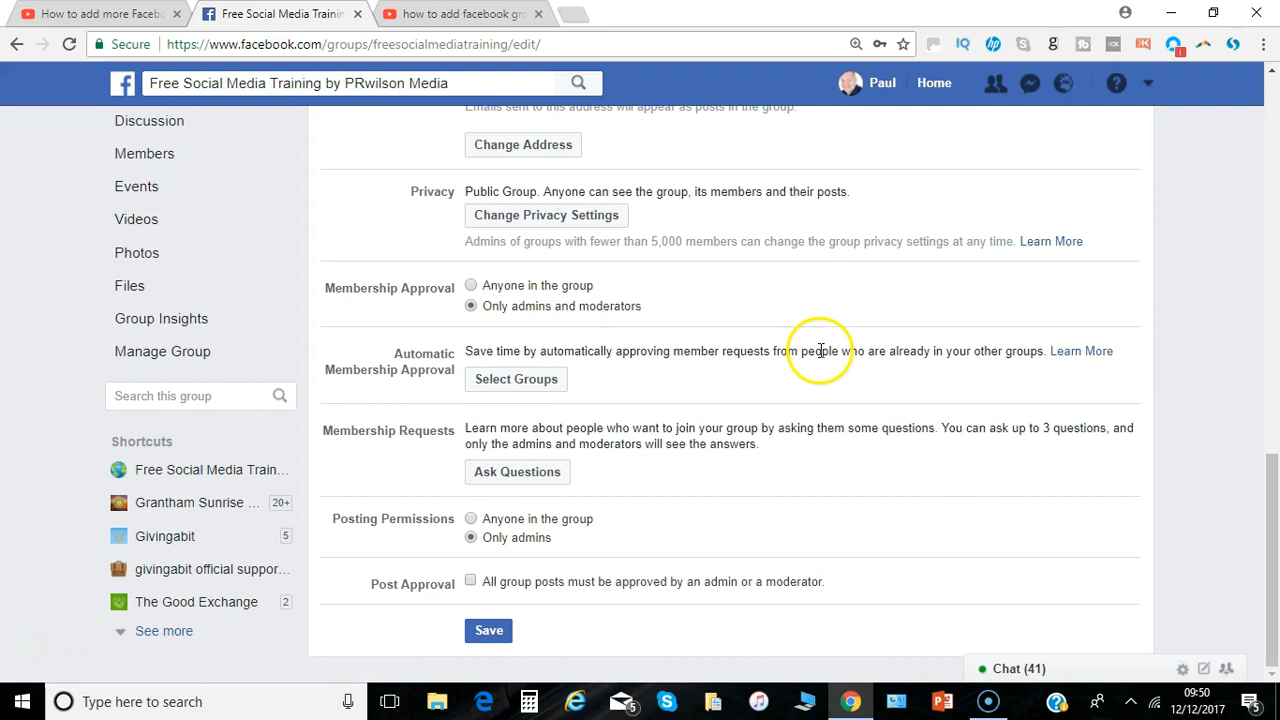 How to add more Faceb
Free Social Media Trainin
how to add facebook gro
Secure
https://www.facebook.com/groups/freesocialmediatraining/edit/
Free Social Media Training by PRwilson Media
Paul
Home
Emails sent to this address will appear as posts in the group.
Discussion
Change Address
Members
Privacy
Public Group. Anyone can see the group, its members and their posts.
Events
Change Privacy Settings
Videos
Admins of groups with fewer than 5,000 members can change the group privacy settings at any time. Learn More
Photos
Files
Membership Approval
Anyone in the group
Only admins and moderators
Group Insights
Manage Group
Automatic
Membership Approval
Save time by automatically approving member requests from people who are already in your other groups. Learn More
Select Groups
Search this group
Membership Requests
Learn more about people who want to join your group by asking them some questions. You can ask up to 3 questions, and
only the admins and moderators will see the answers.
Ask Questions
Shortcuts
Free Social Media Train...
Grantham Sunrise ...
20+
Givingabit
5
givingabit official suppor...
The Good Exchange
2
See more
Posting Permissions
Anyone in the group
Only admins
Post Approval
All group posts must be approved by an admin or a moderator.
Save
Chat (41)
Type here to search
5
09:50
12/12/2017
5